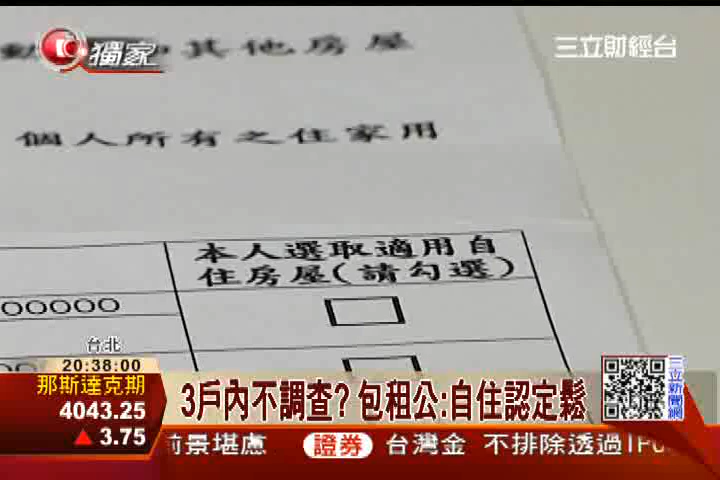 獨家
三立財經台
其他房屋
個人所有之住家用
本人選取適用自
住房屋(請勾選)
OOOOO
台北
20:38:00
那斯達克期
4043.25
▲ 3.75
3戶內不調查? 包租公:自住認定鬆
三立新聞網
前景堪慮 證券 台灣金 不排除透過IPO